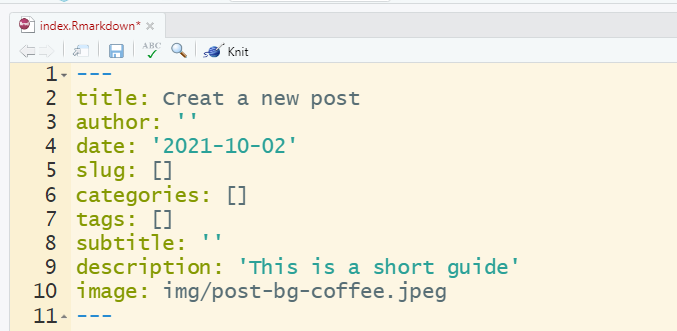 index.Rmarkdown*
ABC Knit
1 ---
2 title: Creat a new post
3 author: ''
4 date: '2021-10-02'
5 slug: []
6 categories: []
7 tags: []
8 subtitle: ''
9 description: 'This is a short guide'
10 image: img/post-bg-coffee.jpeg
11 ---